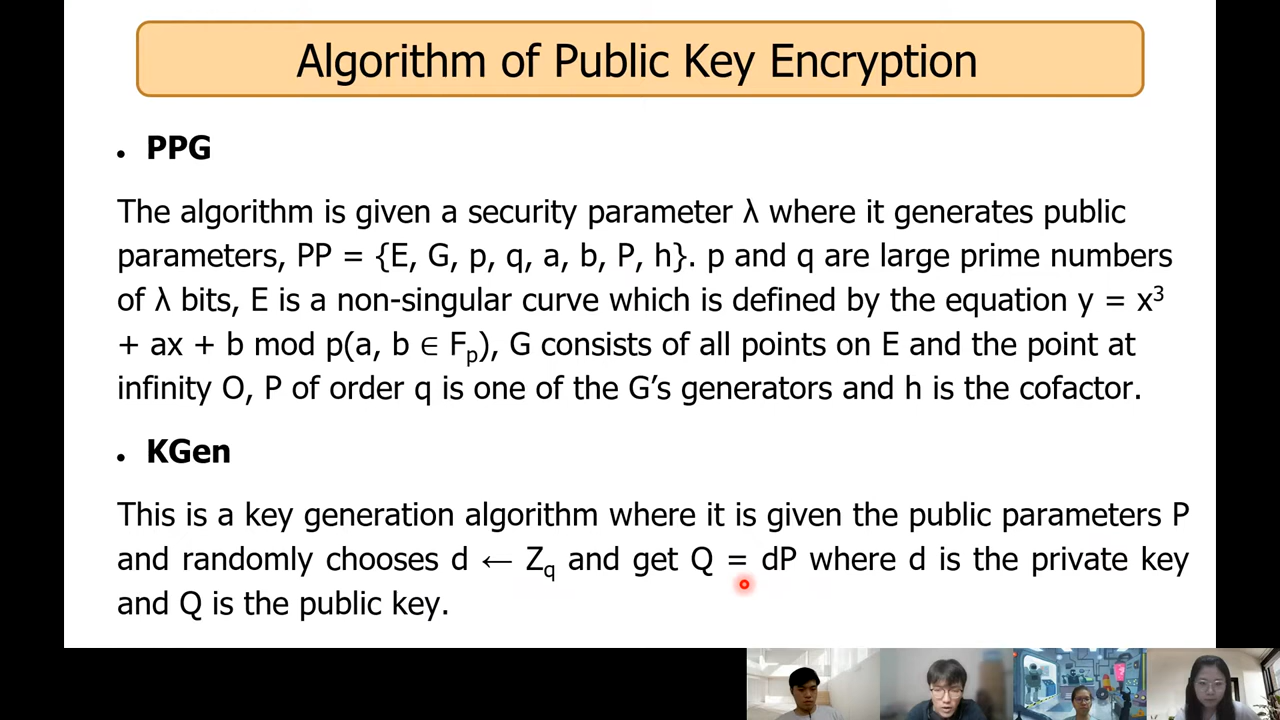 Algorithm of Public Key Encryption
• PPG
The algorithm is given a security parameter λ where it generates public
parameters, PP = {E, G, p, q, a, b, P, h}. p and q are large prime numbers
of λ bits, E is a non-singular curve which is defined by the equation y = x³
+ ax + b mod p(a, b ∈ Fₚ), G consists of all points on E and the point at
infinity O, P of order q is one of the G’s generators and h is the cofactor.
• KGen
This is a key generation algorithm where it is given the public parameters P
and randomly chooses d ← Z_q and get Q = dP where d is the private key
and Q is the public key.